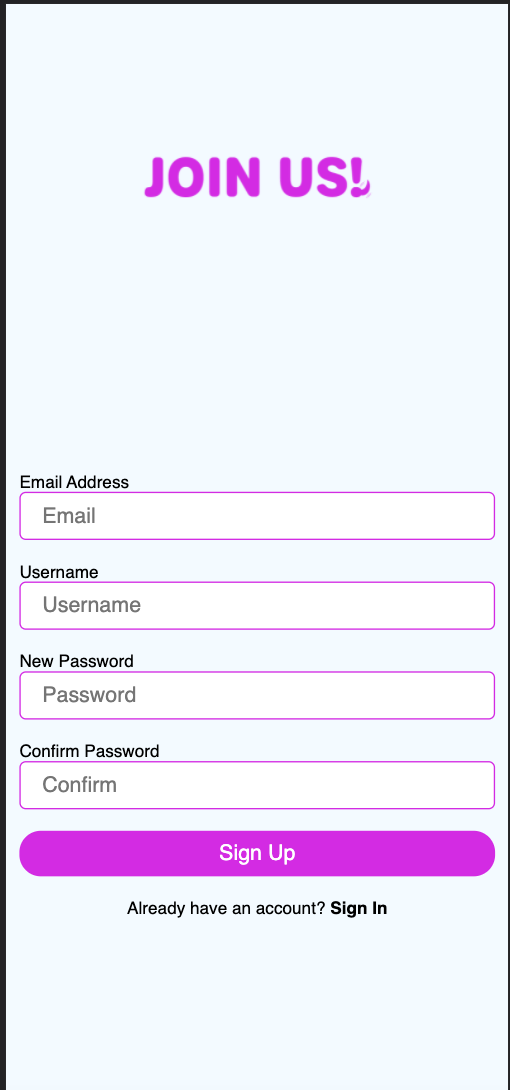 JOIN US!
Email Address
Email
Username
Username
New Password
Password
Confirm Password
Confirm
Sign Up
Already have an account? Sign In